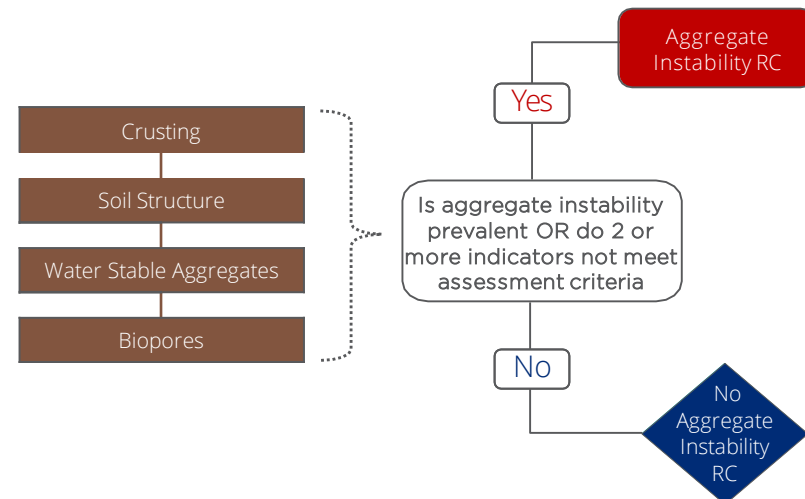 Aggregate
Instability RC
Yes
Crusting
Soil Structure
Water Stable Aggregates
Biopores
Is aggregate instability
prevalent OR do 2 or
more indicators not meet
assessment criteria
No
No
Aggregate
Instability
RC